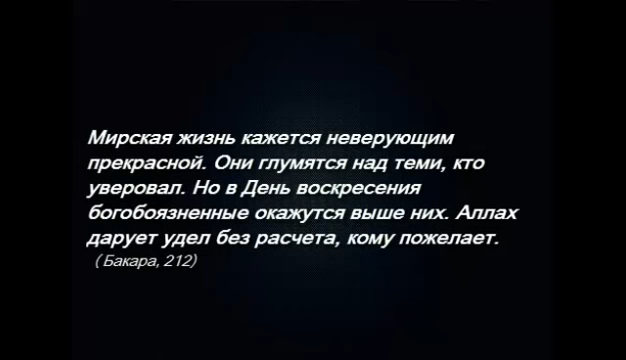 Мирская жизнь кажется неверующим
прекрасной. Они глумятся над теми, кто
уверовал. Но в День воскресения
богобоязненные окажутся выше них. Аллах
дарует удел без расчета, кому пожелает.
( Бакара, 212)